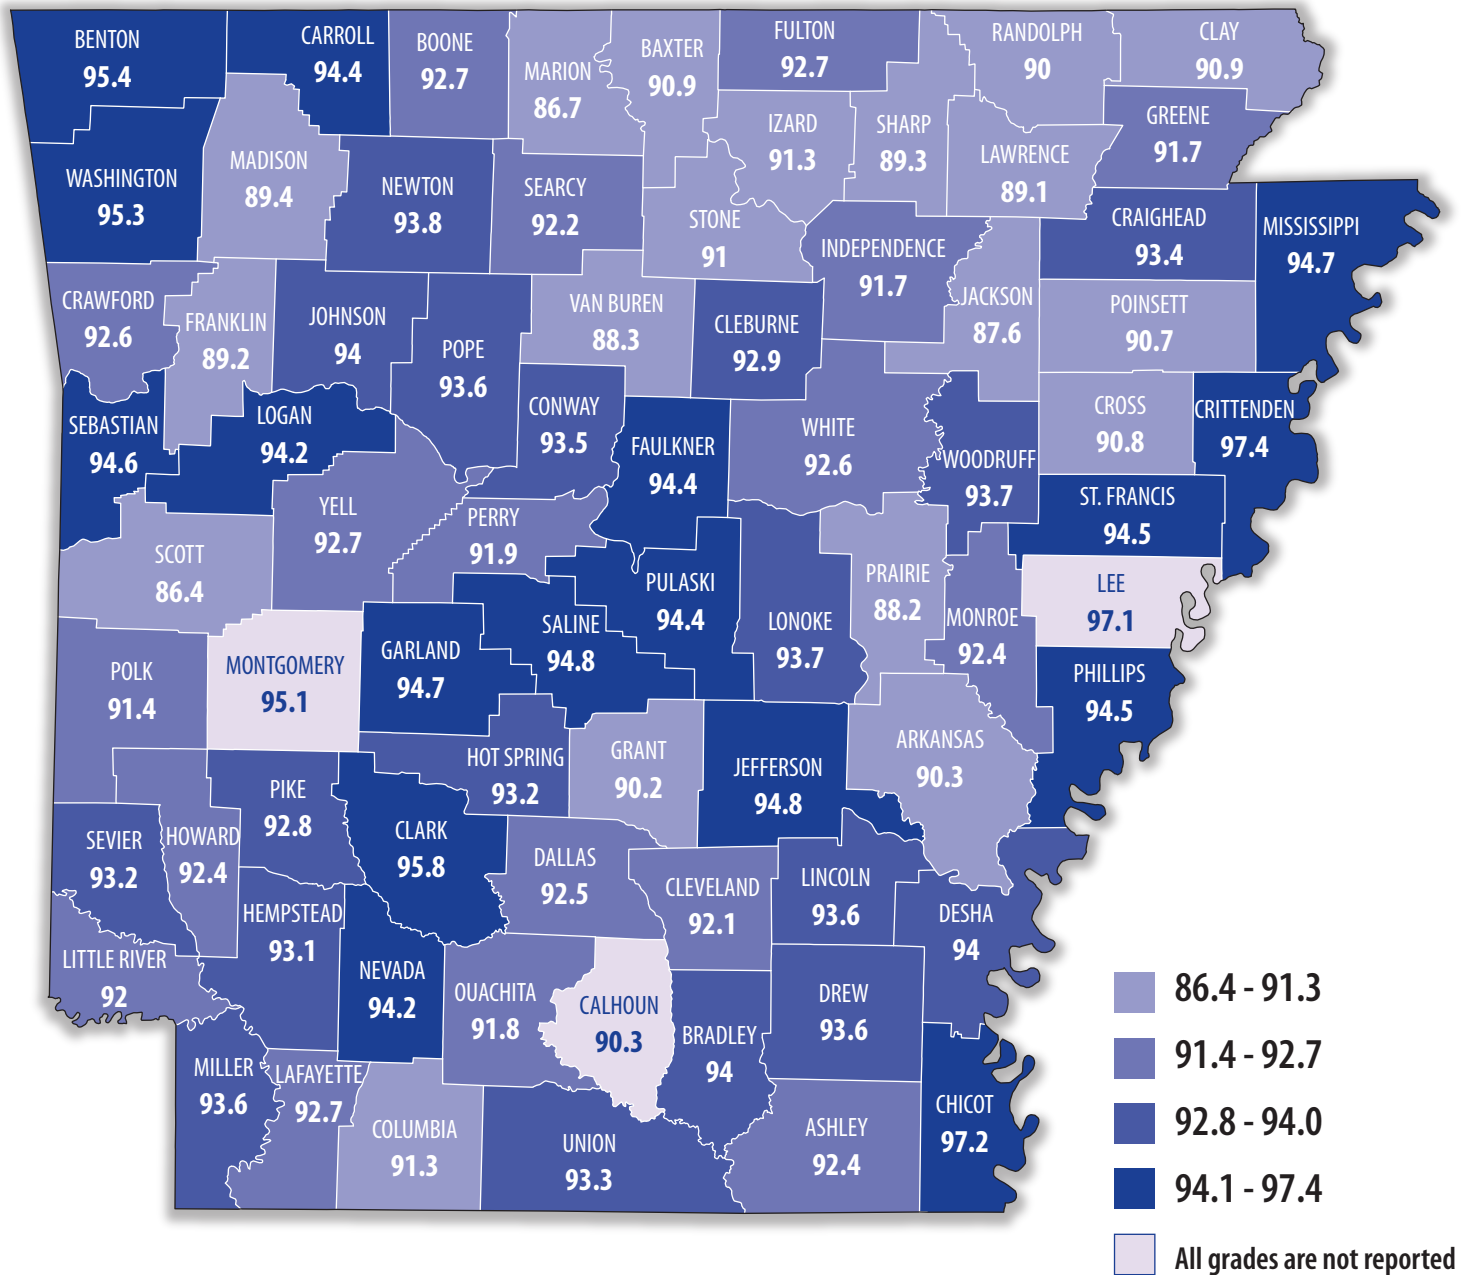 BENTON
95.4
CARROLL
94.4
BOONE
92.7
MARION
86.7
BAXTER
90.9
FULTON
92.7
RANDOLPH
90
CLAY
90.9
WASHINGTON
95.3
MADISON
89.4
NEWTON
93.8
SEARCY
92.2
STONE
91
IZARD
91.3
SHARP
89.3
LAWRENCE
89.1
GREENE
91.7
CRAIGHEAD
93.4
MISSISSIPPI
94.7
CRAWFORD
92.6
FRANKLIN
89.2
JOHNSON
94
POPE
93.6
VAN BUREN
88.3
CLEBURNE
92.9
INDEPENDENCE
91.7
JACKSON
87.6
POINSETT
90.7
SEBASTIAN
94.6
LOGAN
94.2
CONWAY
93.5
FAULKNER
94.4
WHITE
92.6
WOODRUFF
93.7
CROSS
90.8
CRITTENDEN
97.4
SCOTT
86.4
YELL
92.7
PERRY
91.9
PULASKI
94.4
LONOKE
93.7
PRAIRIE
88.2
MONROE
92.4
ST. FRANCIS
94.5
LEE
97.1
POLK
91.4
MONTGOMERY
95.1
GARLAND
94.7
SALINE
94.8
PHILLIPS
94.5
HOT SPRING
93.2
GRANT
90.2
JEFFERSON
94.8
ARKANSAS
90.3
SEVIER
93.2
HOWARD
92.4
PIKE
92.8
CLARK
95.8
DALLAS
92.5
CLEVELAND
92.1
LINCOLN
93.6
DESHA
94
LITTLE RIVER
92
HEMPSTEAD
93.1
NEVADA
94.2
OUACHITA
91.8
CALHOUN
90.3
BRADLEY
94
DREW
93.6
MILLER
93.6
LAFAYETTE
92.7
COLUMBIA
91.3
UNION
93.3
ASHLEY
92.4
CHICOT
97.2
86.4 - 91.3
91.4 - 92.7
92.8 - 94.0
94.1 - 97.4
All grades are not reported